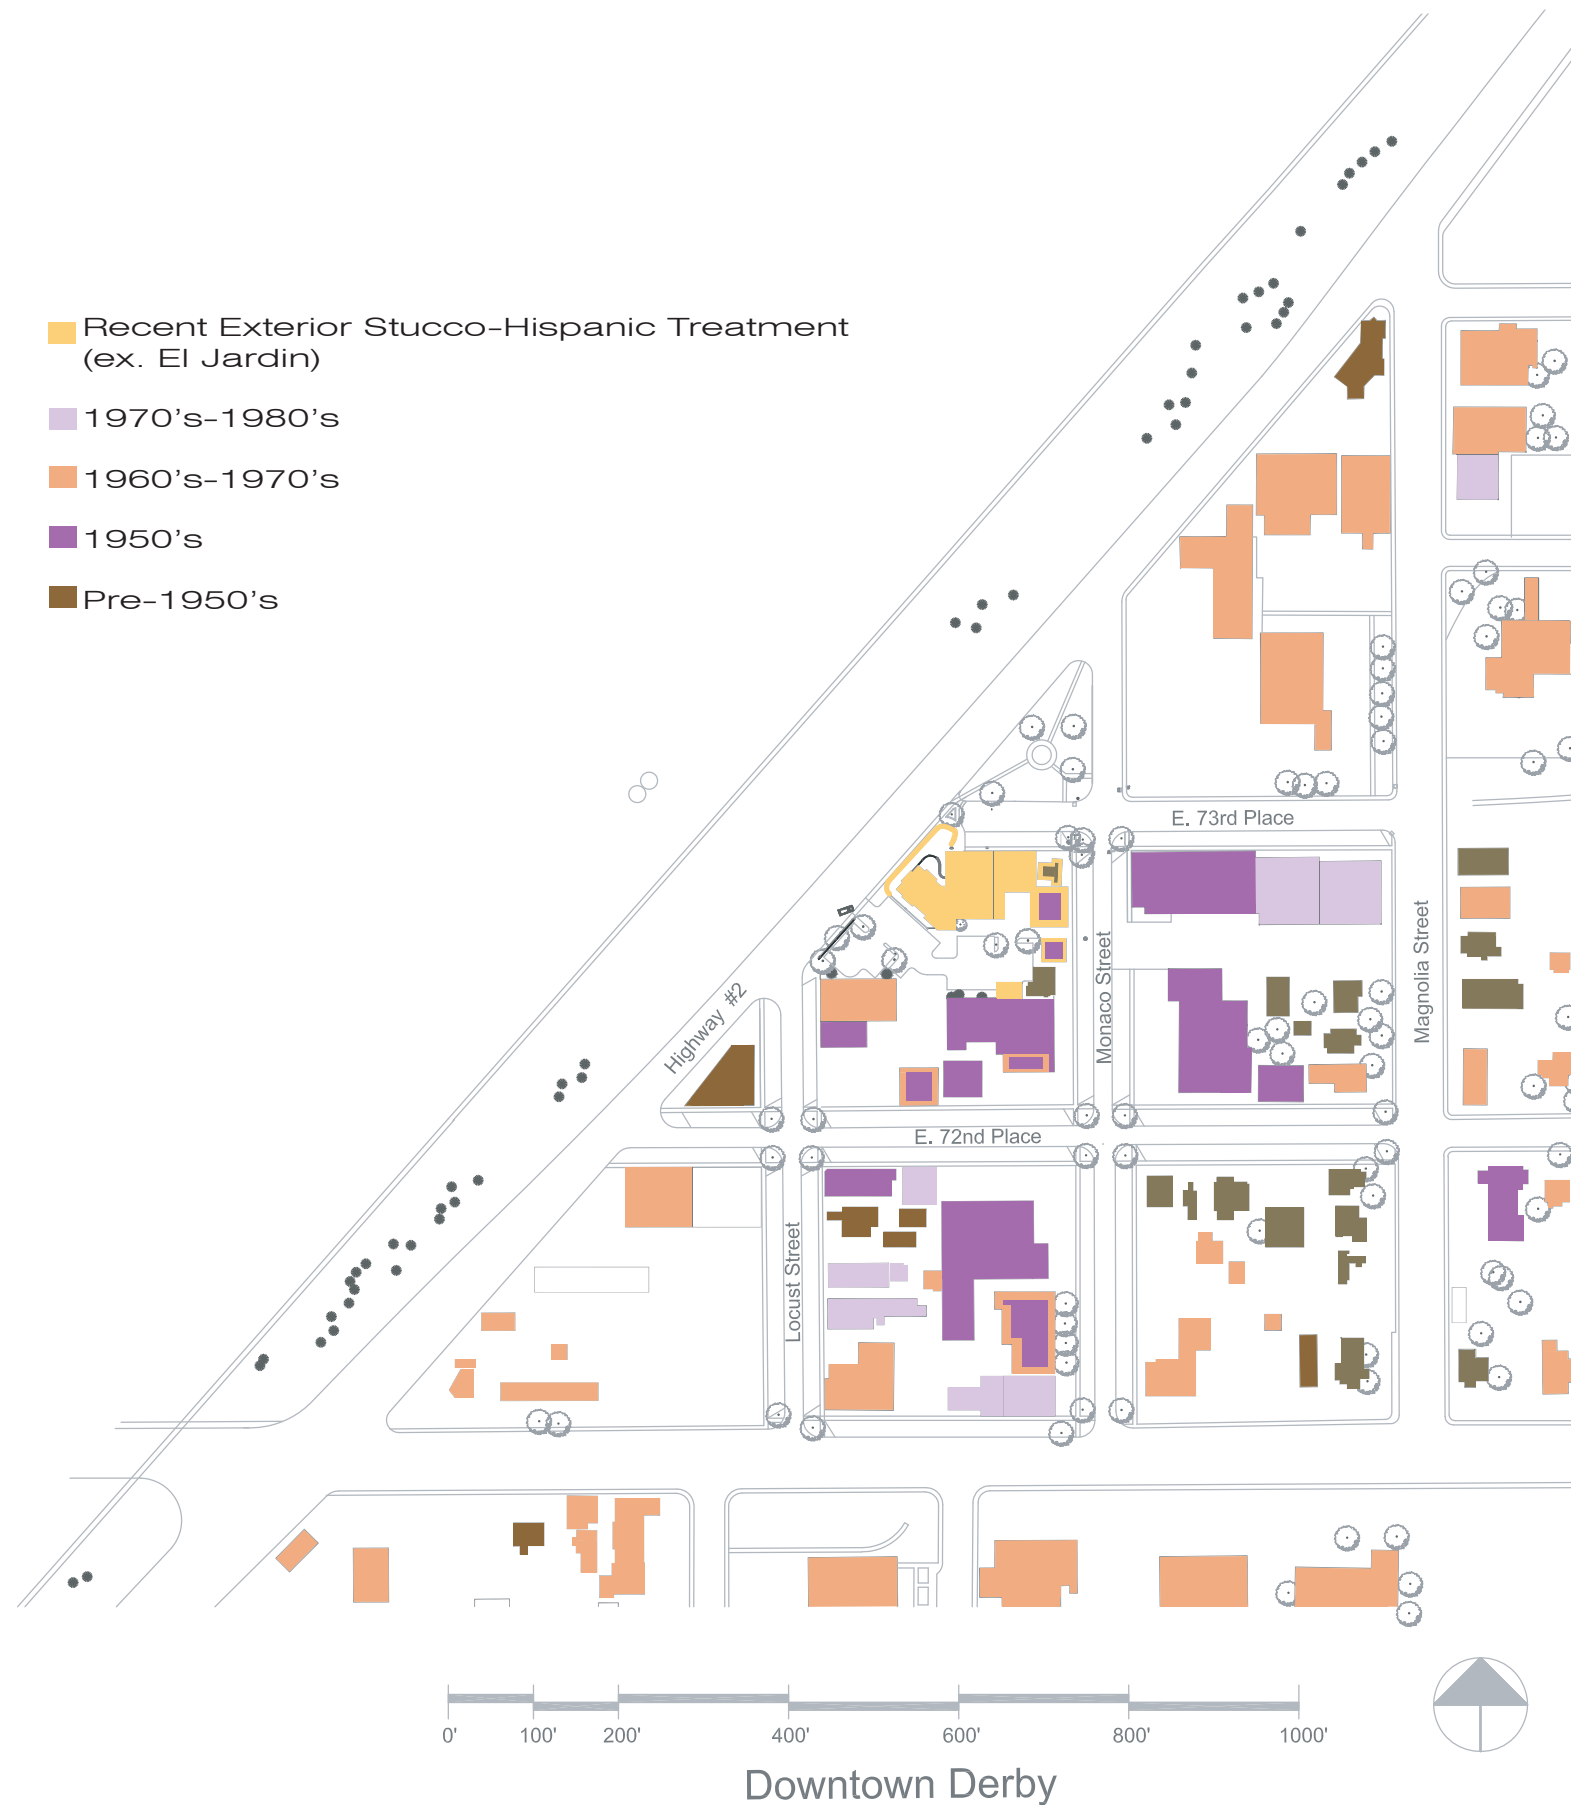 Recent Exterior Stucco-Hispanic Treatment
(ex. El Jardin)
1970's-1980's
1960's-1970's
1950's
Pre-1950's
E. 73rd Place
Magnolia Street
Monaco Street
Highway #2
E. 72nd Place
Locust Street
0' 100' 200' 400' 600' 800' 1000'
Downtown Derby